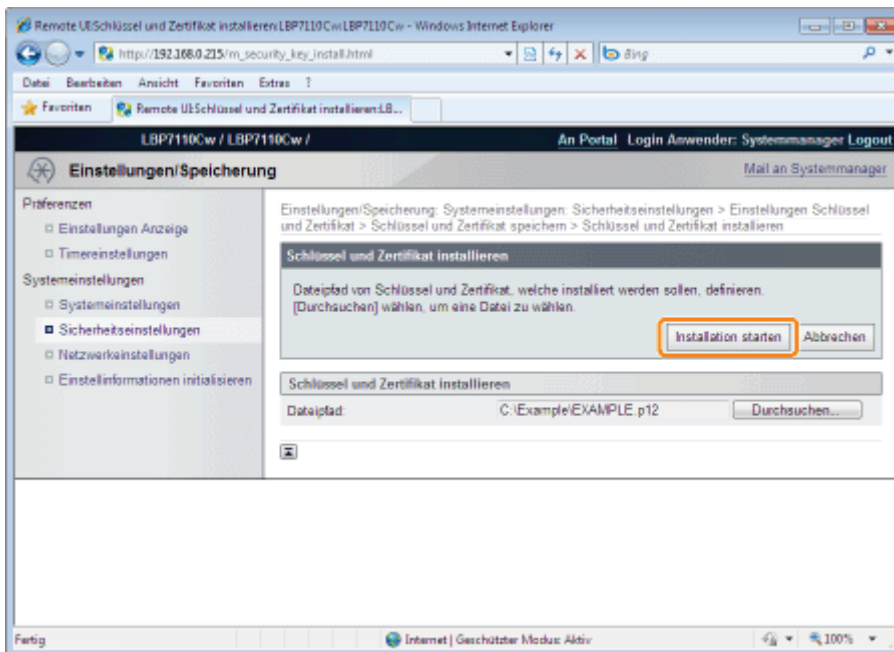 Remote UI:Schlüssel und Zertifikat installieren:LBP7110Cw:LBP7110Cw - Windows Internet Explorer
http://192.168.0.215/m_security_key_install.html
Bing
Datei Bearbeiten Ansicht Favoriten Extras ?
Favoriten
Remote UI:Schlüssel und Zertifikat installieren:LB...
LBP7110Cw / LBP7110Cw /
An Portal Login Anwender: Systemmanager Logout
Einstellungen/Speicherung
Mail an Systemmanager
Präferenzen
Einstellungen Anzeige
Timereinstellungen
Systemeinstellungen
Systemeinstellungen
Sicherheitseinstellungen
Netzwerkeinstellungen
Einstellinformationen initialisieren
Einstellungen/Speicherung: Systemeinstellungen: Sicherheitseinstellungen > Einstellungen Schlüssel
und Zertifikat > Schlüssel und Zertifikat speichern > Schlüssel und Zertifikat installieren
Schlüssel und Zertifikat installieren
Dateipfad von Schlüssel und Zertifikat, welche installiert werden sollen, definieren.
[Durchsuchen] wählen, um eine Datei zu wählen.
Installation starten
Abbrechen
Schlüssel und Zertifikat installieren
Dateipfad:
C:\Example\EXAMPLE.p12
Durchsuchen...
Fertig
Internet | Geschützter Modus: Aktiv
100%